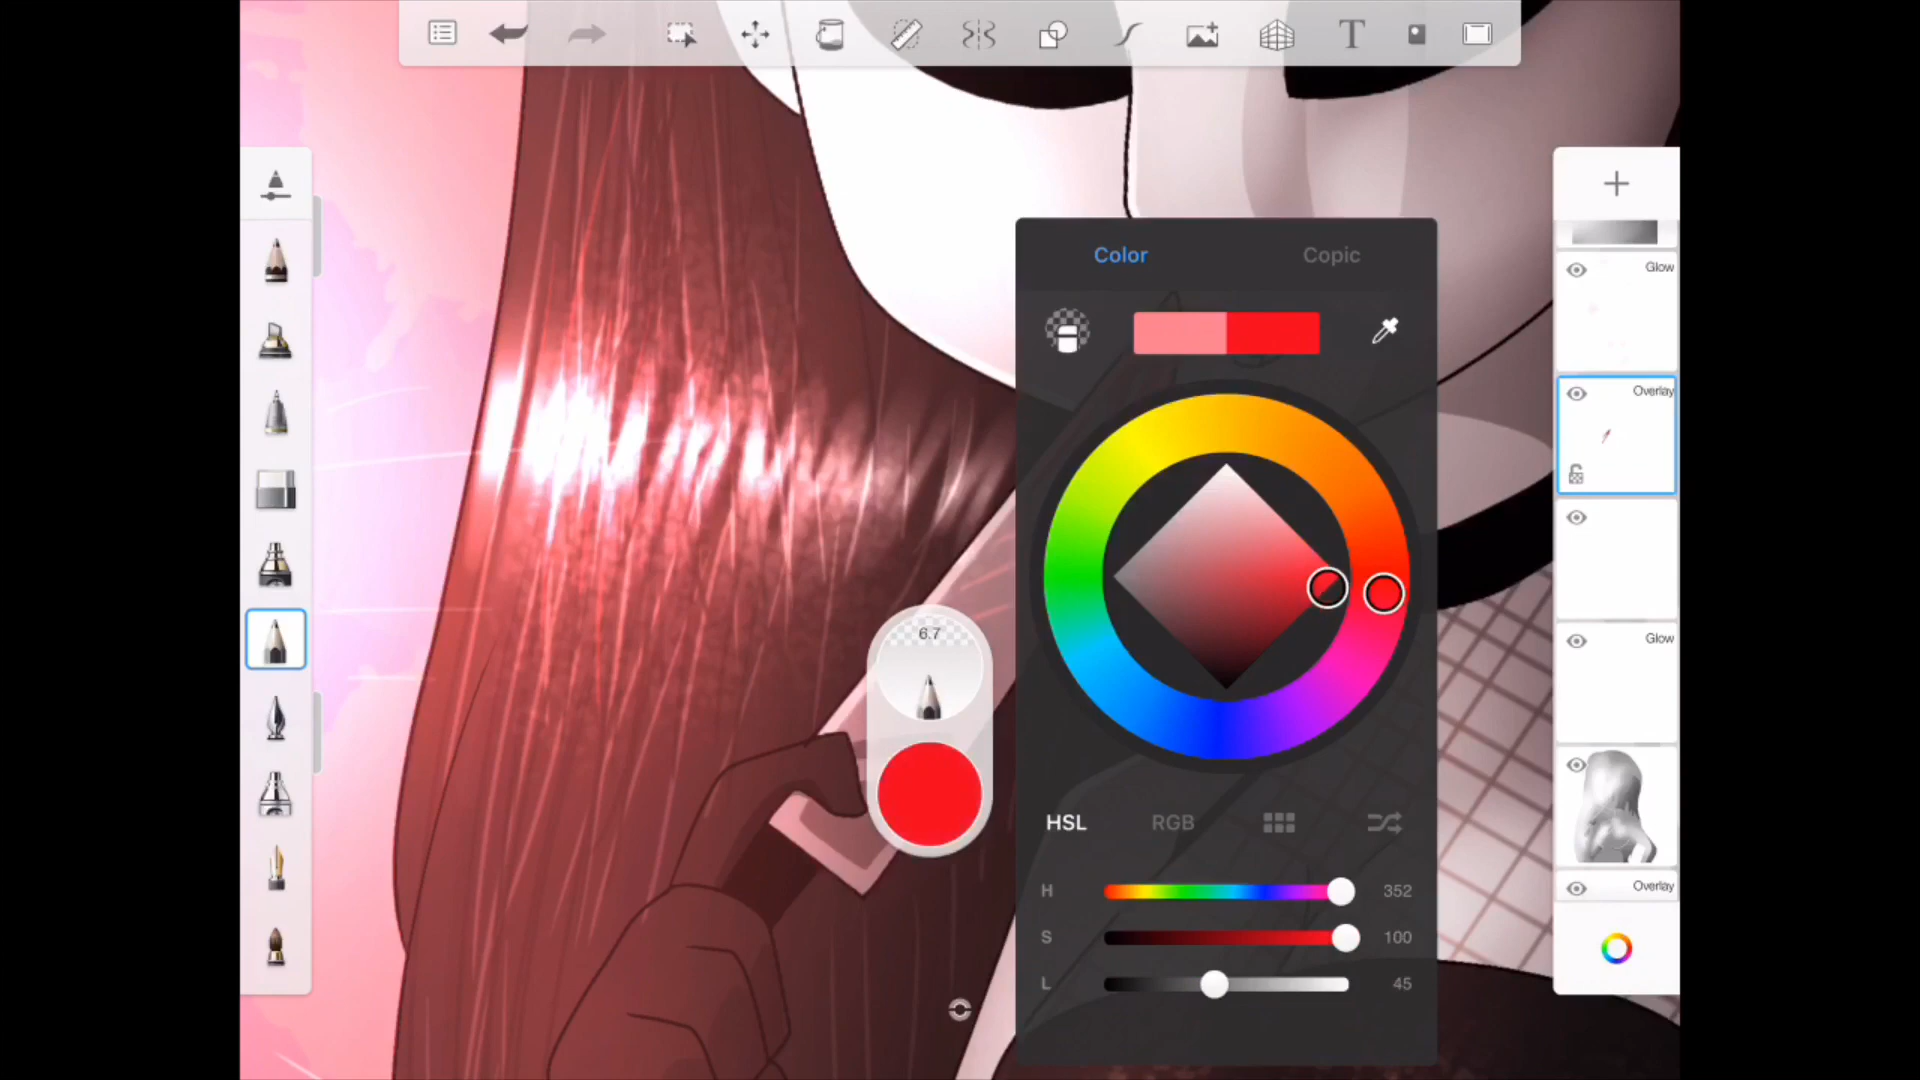 T
Color
Copic
Glow
Overlay
6.7
Glow
HSL
RGB
H
352
S
100
L
45
Overlay